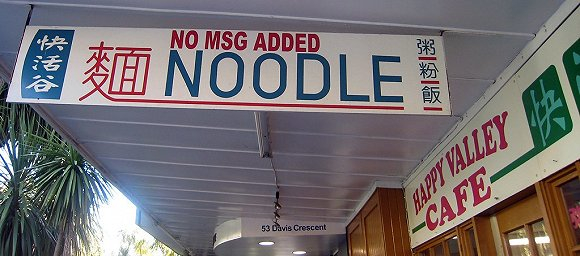 快活谷
麵
NO MSG ADDED
NOODLE
粥粉飯
HAPPY VALLEY
CAFE
快
53 Davis Crescent